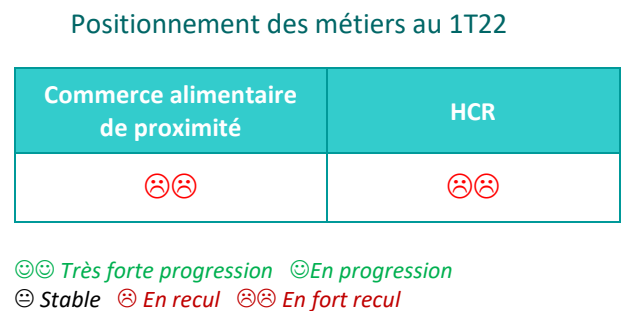 Positionnement des métiers au 1T22
Commerce alimentaire
de proximité
HCR
☹☹
☹☹
☺☺ Très forte progression ☺En progression
😐 Stable ☹ En recul ☹☹ En fort recul